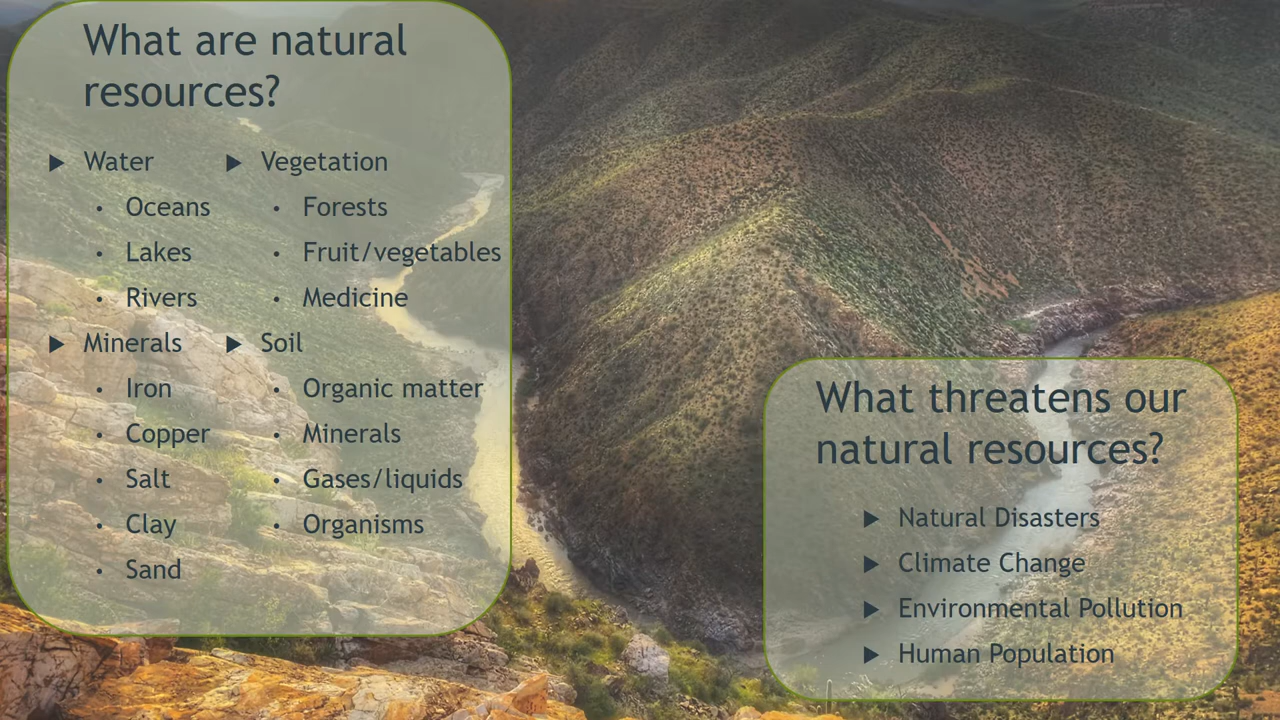 What are natural
resources?
▶ Water
• Oceans
• Lakes
• Rivers
▶ Minerals
• Iron
• Copper
• Salt
• Clay
• Sand
▶ Vegetation
• Forests
• Fruit/vegetables
• Medicine
▶ Soil
• Organic matter
• Minerals
• Gases/liquids
• Organisms
What threatens our
natural resources?
▶ Natural Disasters
▶ Climate Change
▶ Environmental Pollution
▶ Human Population